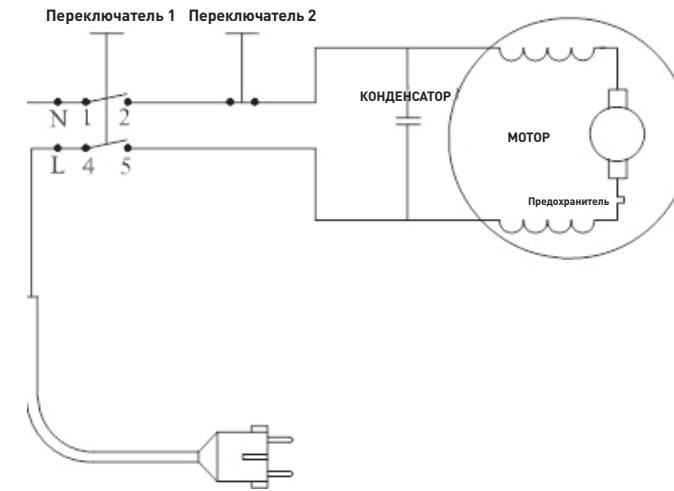 Переключатель 1 Переключатель 2
КОНДЕНСАТОР
N 1 2
МОТОР
L 4 5
Предохранитель